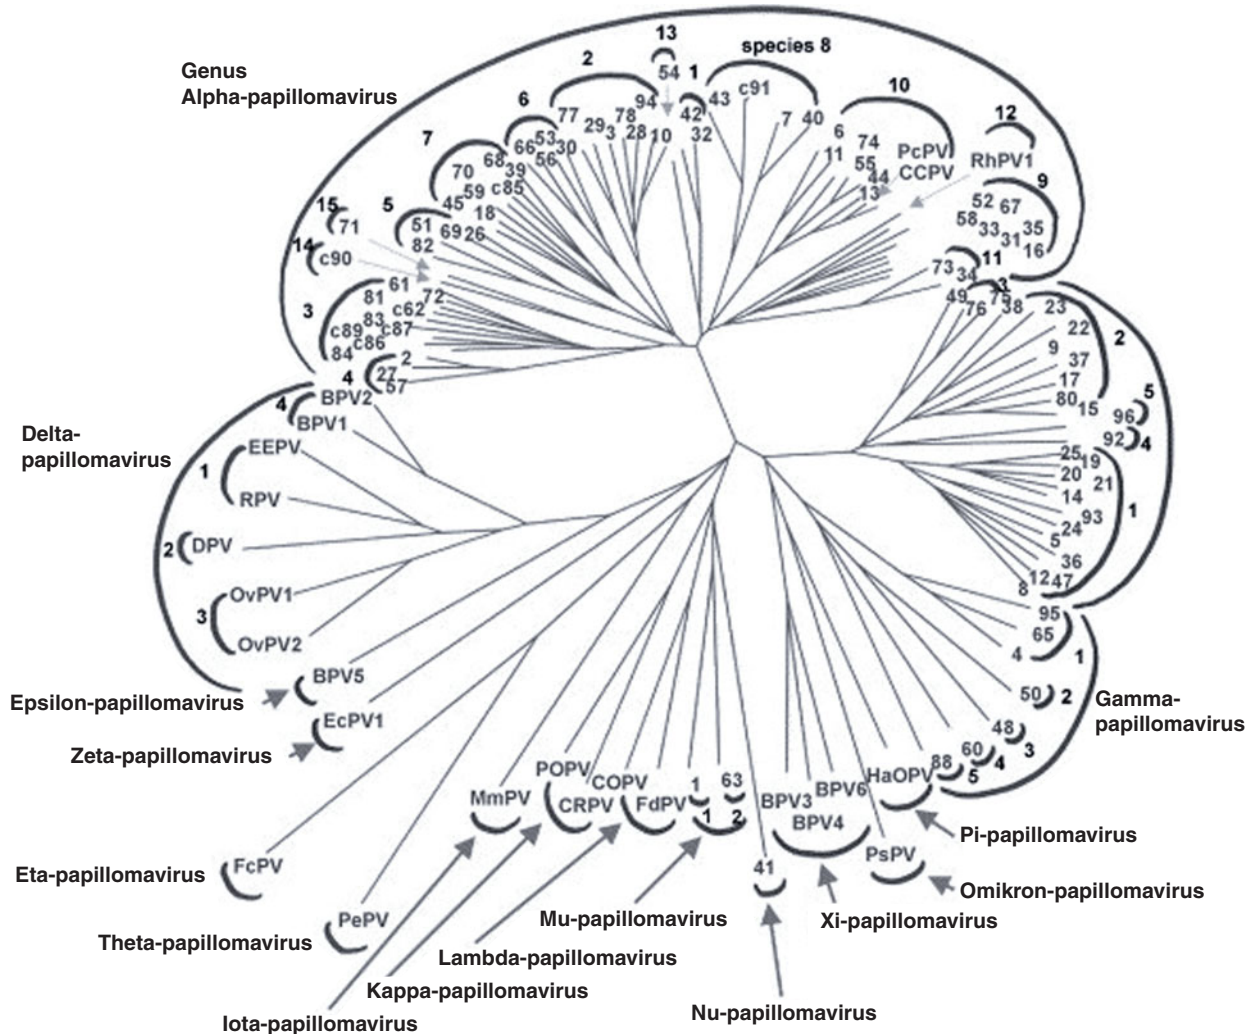 Genus
Alpha-papillomavirus
13
species 8
2
54
1
c91
43
10
94
42
6
77
78
7
40
12
29
3
28
10
32
6
74
PcPV
RhPV1
7
53
66
30
56
11
55
CCPV
9
68
39
44
13
70
c85
59
52
67
15
5
45
18
58
33
35
71
51
69
26
31
16
14
82
11
c90
73
34
3
61
49
75
38
23
81
72
76
2
3
c62
22
83
c89
c87
9
c86
37
84
2
17
4
27
57
80
15
5
BPV2
96
4
BPV1
92
4
Delta-
papillomavirus
EEPV
25
19
1
20
21
RPV
14
1
93
24
2
DPV
5
36
OvPV1
12
47
8
3
95
OvPV2
65
4
1
BPV5
50
2
Gamma-
papillomavirus
Epsilon-papillomavirus
EcPV1
48
3
Zeta-papillomavirus
60
4
88
5
POPV
COPV
1
63
HaOPV
BPV6
MmPV
CRPV
FdPV
BPV3
1
2
BPV4
Pi-papillomavirus
PsPV
FcPV
41
Eta-papillomavirus
Omikron-papillomavirus
PePV
Mu-papillomavirus
Xi-papillomavirus
Theta-papillomavirus
Lambda-papillomavirus
Kappa-papillomavirus
Nu-papillomavirus
Iota-papillomavirus